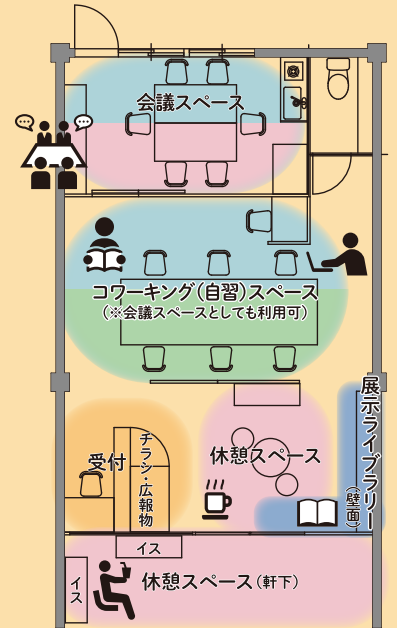 会議スペース
コワーキング(自習)スペース
(※会議スペースとしても利用可)
展示ライブラリー
(壁面)
受付
チラシ・広報物
休憩スペース
イス
イス
休憩スペース(軒下)